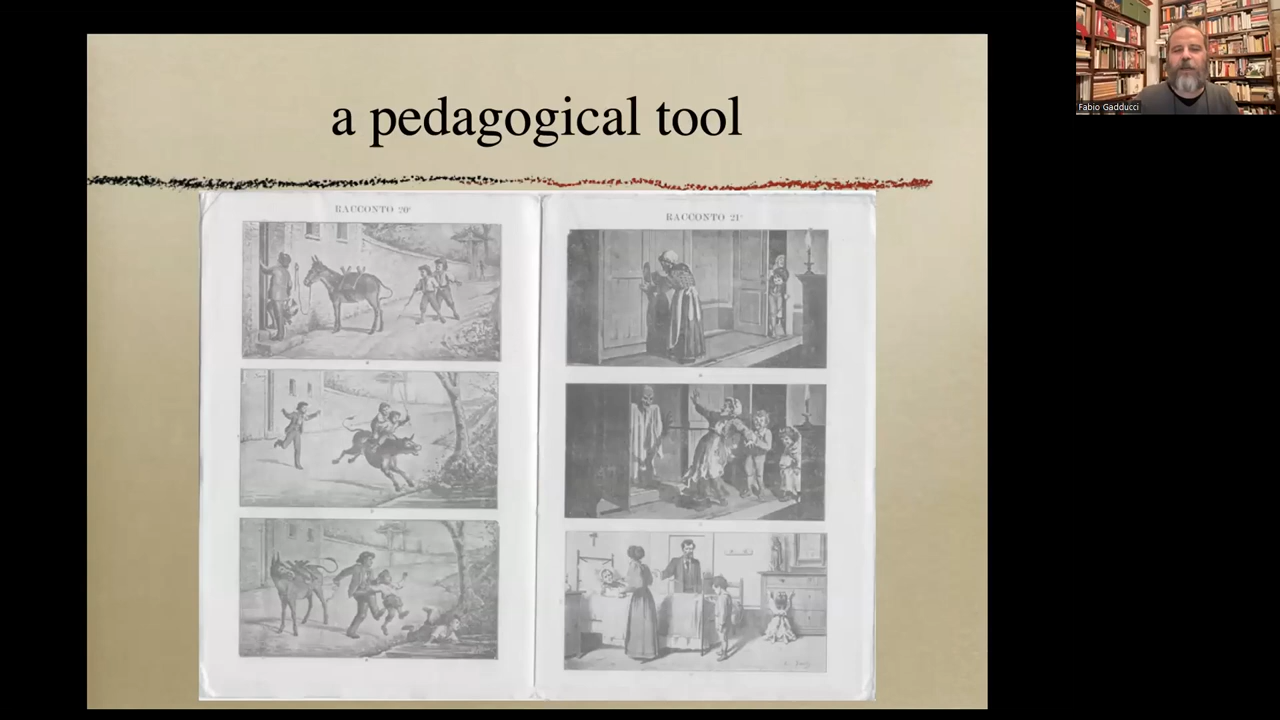 a pedagogical tool
RACCONTO 20°
RACCONTO 21°
Fabio Gadducci